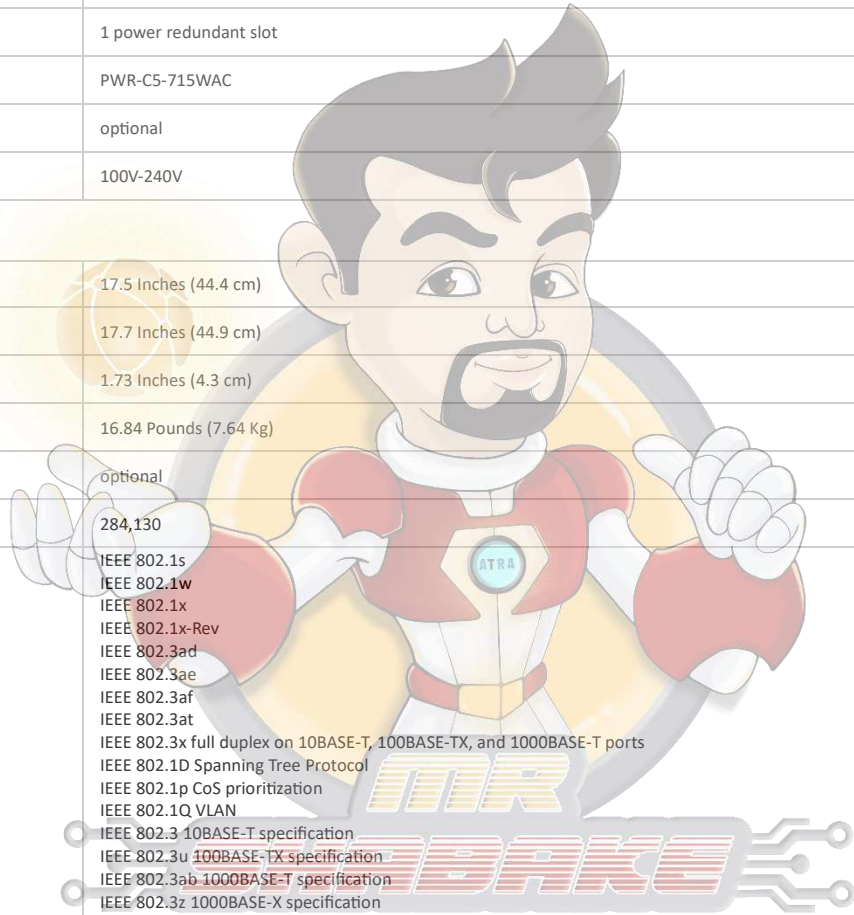 1 power redundant slot
PWR-C5-715WAC
optional
100V-240V
17.5 Inches (44.4 cm)
17.7 Inches (44.9 cm)
1.73 Inches (4.3 cm)
16.84 Pounds (7.64 Kg)
optional
284,130
ATRA
IEEE 802.1s
IEEE 802.1w
IEEE 802.1x
IEEE 802.1x-Rev
IEEE 802.3ad
IEEE 802.3ae
IEEE 802.3af
IEEE 802.3at
IEEE 802.3x full duplex on 10BASE-T, 100BASE-TX, and 1000BASE-T ports
IEEE 802.1D Spanning Tree Protocol
IEEE 802.1p CoS prioritization
IEEE 802.1Q VLAN
IEEE 802.3 10BASE-T specification
IEEE 802.3u 100BASE-TX specification
IEEE 802.3ab 1000BASE-T specification
IEEE 802.3z 1000BASE-X specification
MR
SHABAKE